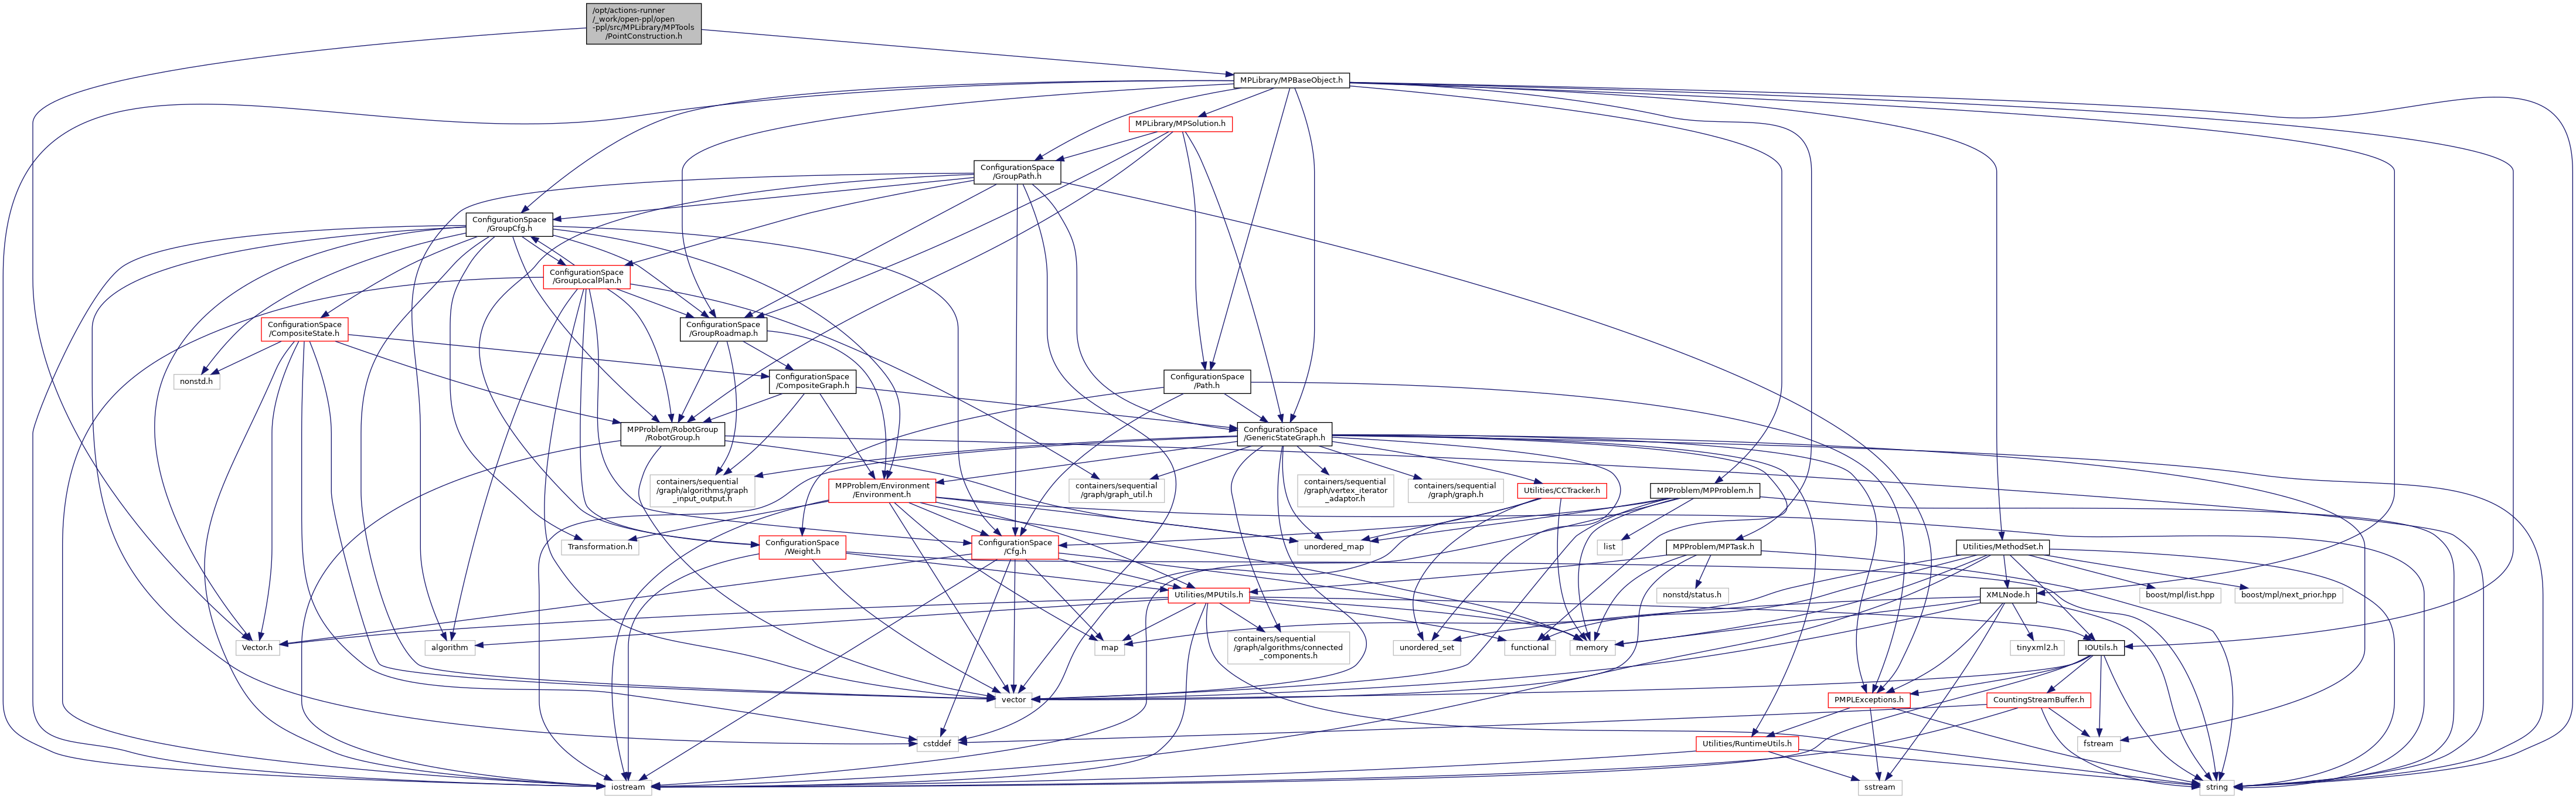 /opt/actions-runner
/_work/open-ppl/open
-ppl/src/MPLibrary/MPTools
/PointConstruction.h
MPLibrary/MPBaseObject.h
MPLibrary/MPSolution.h
ConfigurationSpace
/GroupPath.h
ConfigurationSpace
/GroupCfg.h
ConfigurationSpace
/GroupLocalPlan.h
ConfigurationSpace
/CompositeState.h
ConfigurationSpace
/GroupRoadmap.h
nonstd.h
ConfigurationSpace
/CompositeGraph.h
ConfigurationSpace
/Path.h
MPProblem/RobotGroup
/RobotGroup.h
ConfigurationSpace
/GenericStateGraph.h
containers/sequential
/graph/algorithms/graph
_input_output.h
MPProblem/Environment
/Environment.h
containers/sequential
/graph/graph_util.h
containers/sequential
/graph/vertex_iterator
_adaptor.h
containers/sequential
/graph/graph.h
Utilities/CCTracker.h
MPProblem/MPProblem.h
Transformation.h
ConfigurationSpace
/Weight.h
ConfigurationSpace
/Cfg.h
unordered_map
list
MPProblem/MPTask.h
Utilities/MethodSet.h
Utilities/MPUtils.h
nonstd/status.h
XMLNode.h
boost/mpl/list.hpp
boost/mpl/next_prior.hpp
Vector.h
algorithm
map
containers/sequential
/graph/algorithms/connected
_components.h
unordered_set
functional
memory
tinyxml2.h
IOUtils.h
vector
PMPLExceptions.h
CountingStreamBuffer.h
cstddef
Utilities/RuntimeUtils.h
fstream
iostream
sstream
string